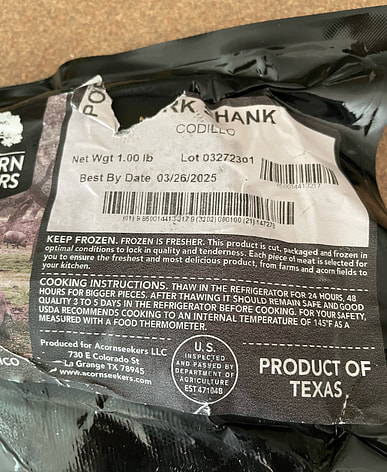 PO RK SHANK
CODILLO
RN
RS
Net Wgt 1.00 lb Lot 03272301
Best By Date 03/26/2025
KEEP FROZEN. FROZEN IS FRESHER. This product is cut, packaged and frozen in
optimal conditions to lock in quality and tenderness. Each piece of meat is selected for
you to ensure the freshest and most delicious product, from farms and acorn fields to
your kitchen.
COOKING INSTRUCTIONS. THAW IN THE REFRIGERATOR FOR 24 HOURS, 48
HOURS FOR BIGGER PIECES. AFTER THAWING IT SHOULD REMAIN SAFE AND GOOD
QUALITY 3 TO 5 DAYS IN THE REFRIGERATOR BEFORE COOKING. FOR YOUR SAFETY,
USDA RECOMMENDS COOKING TO AN INTERNAL TEMPERATURE OF 145°F AS A
MEASURED WITH A FOOD THERMOMETER.
Produced for Acornseekers LLC
730 E Colorado St
La Grange TX 78945
www.acornseekers.com
U.S.
INSPECTED
AND PASSED BY
DEPARTMENT OF
AGRICULTURE
EST 47104B
PRODUCT OF
TEXAS
ICO